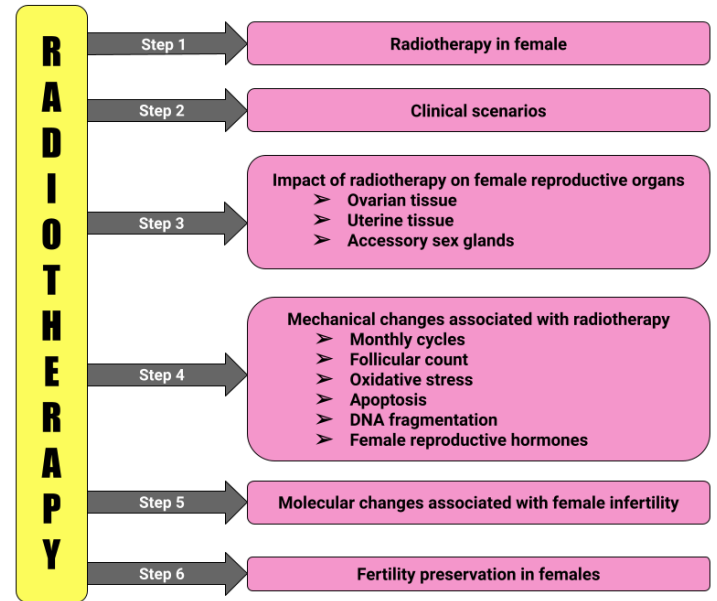 RADIOTHERAPY
Step 1
Radiotherapy in female
Step 2
Clinical scenarios
Step 3
Impact of radiotherapy on female reproductive organs
➢ Ovarian tissue
➢ Uterine tissue
➢ Accessory sex glands
Step 4
Mechanical changes associated with radiotherapy
➢ Monthly cycles
➢ Follicular count
➢ Oxidative stress
➢ Apoptosis
➢ DNA fragmentation
➢ Female reproductive hormones
Step 5
Molecular changes associated with female infertility
Step 6
Fertility preservation in females